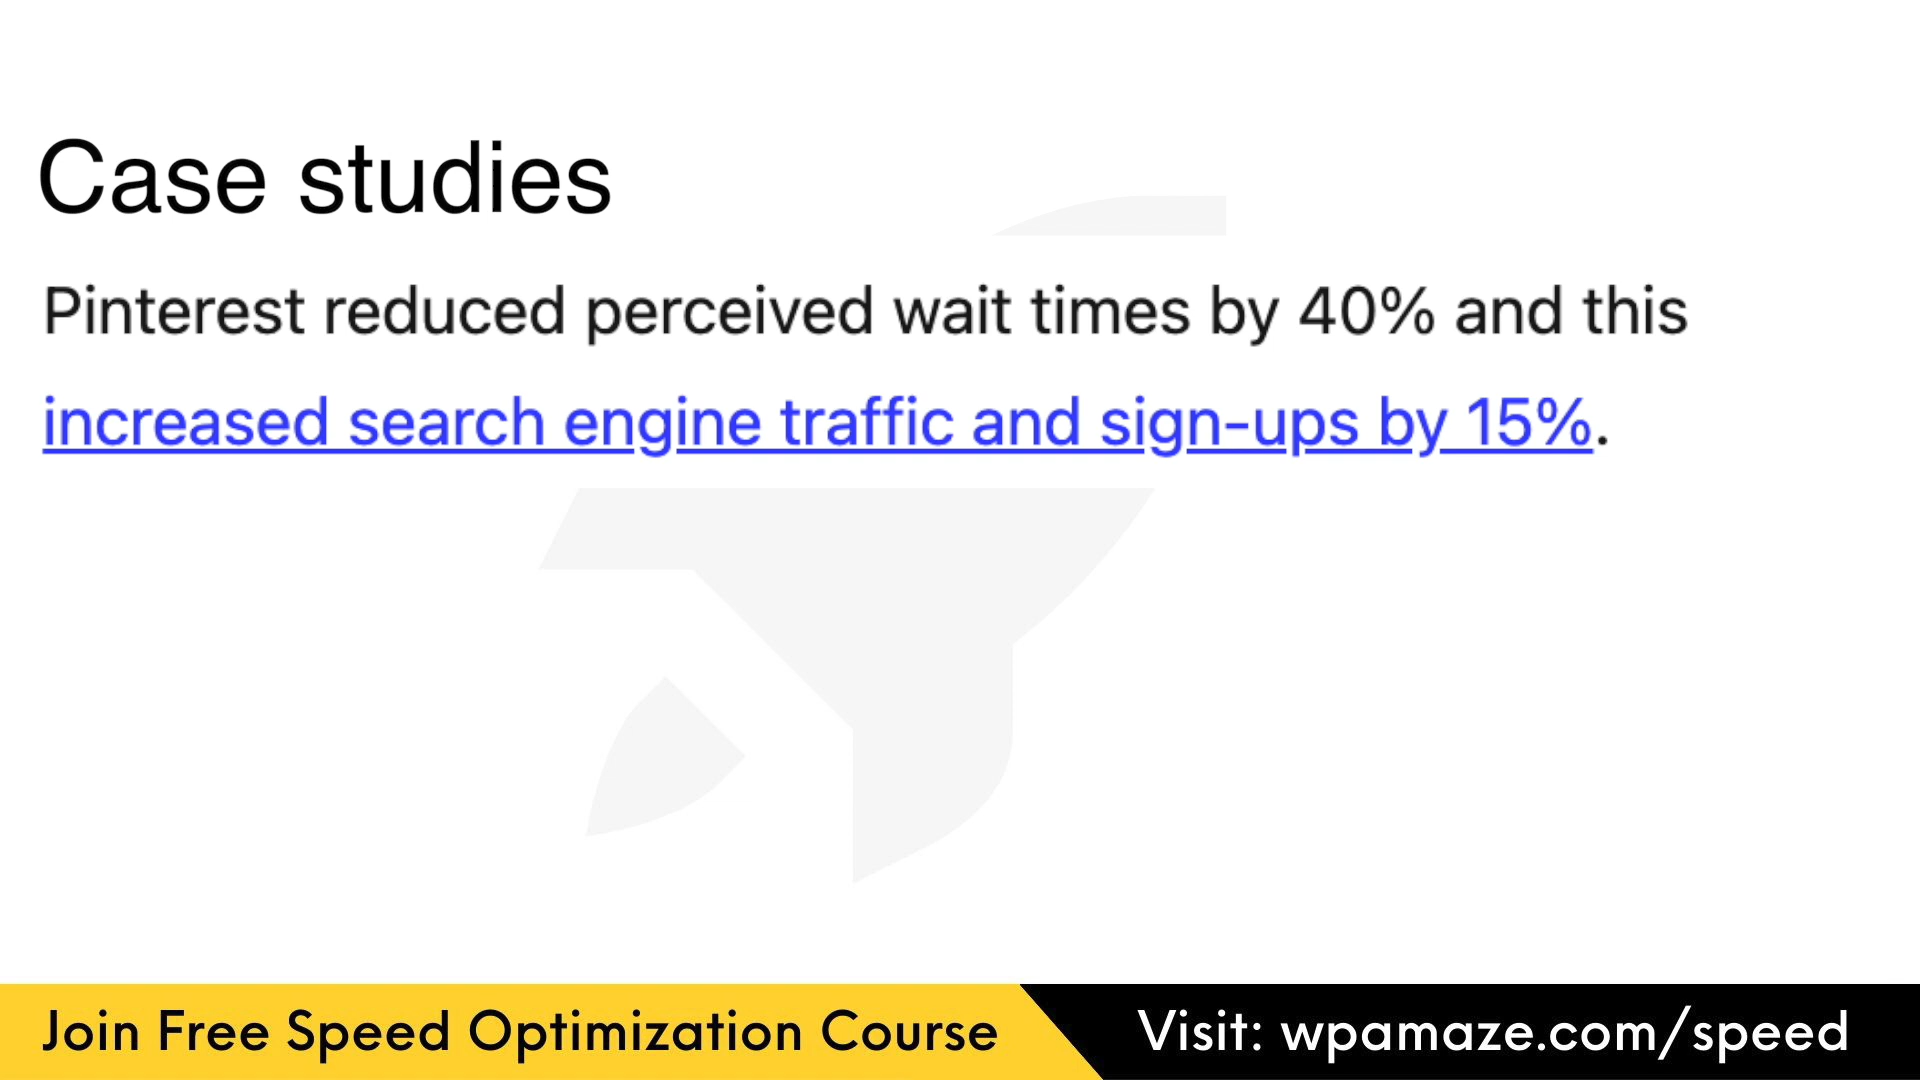 Case studies
Pinterest reduced perceived wait times by 40% and this
increased search engine traffic and sign-ups by 15%.
Join Free Speed Optimization Course
Visit: wpamaze.com/speed